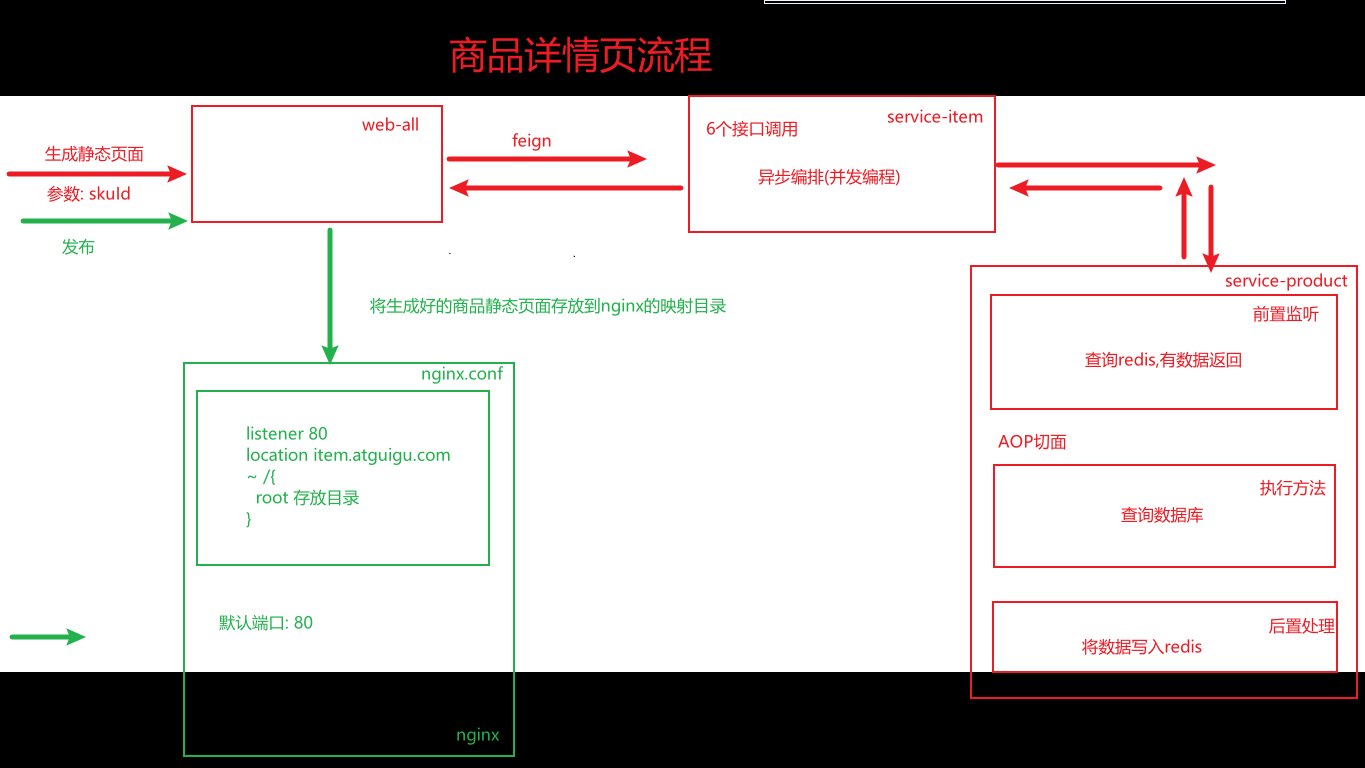 商品详情页流程
web-all
生成静态页面
参数: skuId
发布
feign
service-item
6个接口调用
异步编排(并发编程)
将生成好的商品静态页面存放到nginx的映射目录
service-product
前置监听
查询redis,有数据返回
AOP切面
执行方法
查询数据库
后置处理
将数据写入redis
nginx.conf
listener 80
location item.atguigu.com
~ /{
root 存放目录
}
默认端口: 80
nginx